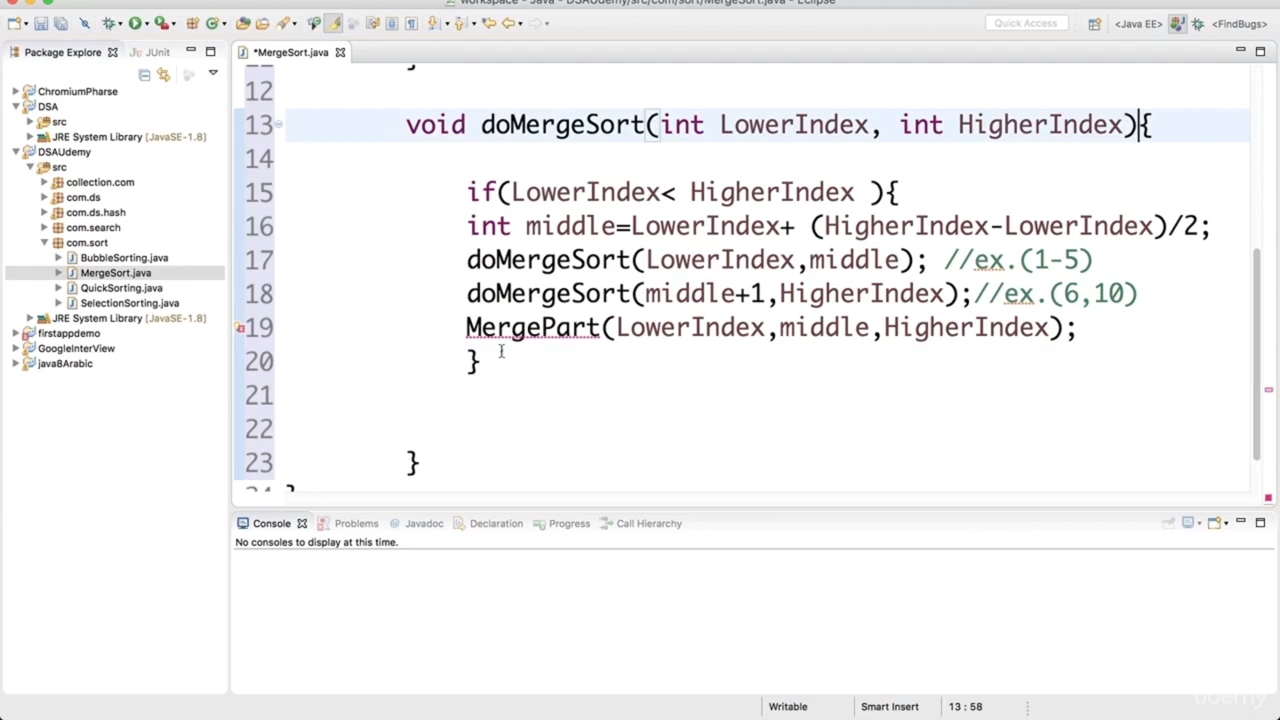 workspace - Java - DSAUdemy/src/com/sort/MergeSort.java - Eclipse
Quick Access
<Java EE>
<FindBugs>
Package Explorer
JUnit
ChromiumPharse
DSA
src
JRE System Library [JavaSE-1.8]
DSAUdemy
src
collection.com
com.ds
com.ds.hash
com.search
com.sort
BubbleSorting.java
MergeSort.java
QuickSorting.java
SelectionSorting.java
JRE System Library [JavaSE-1.8]
firstappdemo
GoogleInterView
java8Arabic
*MergeSort.java
}
12
13 void doMergeSort(int LowerIndex, int HigherIndex){
14
15 if(LowerIndex< HigherIndex ){
16 int middle=LowerIndex+ (HigherIndex-LowerIndex)/2;
17 doMergeSort(LowerIndex,middle); //ex.(1-5)
18 doMergeSort(middle+1,HigherIndex);//ex.(6,10)
19 MergePart(LowerIndex,middle,HigherIndex);
20 }
21
22
23 }
Console
Problems
Javadoc
Declaration
Progress
Call Hierarchy
No consoles to display at this time.
Writable
Smart Insert
13 : 58
udemy